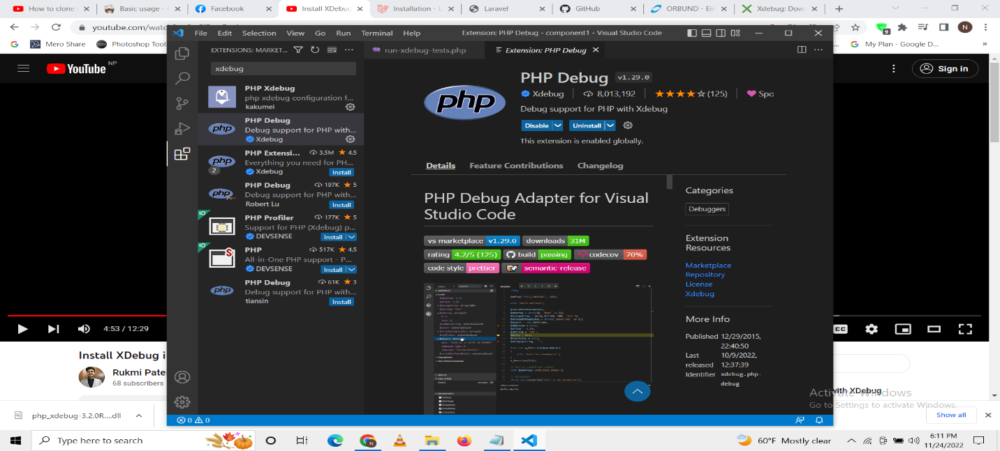 How to clone
Basic usage -
Facebook
Install XDebug
Installation - L
Laravel
GitHub
ORBUND - Ein
Xdebug: Down
youtube.com/watc
Mero Share
Photoshop Tool
My Plan - Google D...
File Edit Selection View Go Run Terminal Help
Extension: PHP Debug - component1 - Visual Studio Code
EXTENSIONS: MARKET...
run-xdebug-tests.php
Extension: PHP Debug
YouTube NP
Sign in
xdebug
PHP Xdebug
php xdebug configuration f...
kakumei
PHP Debug
Debug support for PHP with...
Xdebug
PHP Extensi... 3.5M 4.5
Everything you need for PH...
2
Xdebug Install
PHP Debug 197K 5
Debug support for PHP with...
Robert Lu Install
PHP Profiler 177K 5
Support for PHP (Xdebug) p...
DEVSENSE Install
PHP 517K 4.5
All-in-One PHP support - P...
DEVSENSE Install
PHP Debug 61K 3
Debug support for PHP with...
tiansin Install
php
PHP Debug v1.29.0
Xdebug 8,013,192 (125) Spo
Debug support for PHP with Xdebug
Disable Uninstall
This extension is enabled globally.
Details Feature Contributions Changelog
PHP Debug Adapter for Visual
Studio Code
vs marketplace v1.29.0 downloads 31M
rating 4.2/5 (125) build passing codecov 70%
code style prettier semantic-release
Categories
Debuggers
Extension
Resources
Marketplace
Repository
License
Xdebug
More Info
Published 12/29/2015,
22:40:50
Last 10/9/2022,
released 12:37:39
Identifier xdebug.php-
debug
4:53 / 12:29
Install XDebug i
Rukmi Pate
68 subscribers
with XDebug
Activate Windows
Go to Settings to activate Windows.
0 0
php_xdebug-3.2.0R....dll
Show all
Type here to search
60°F Mostly clear
6:11 PM
11/24/2022